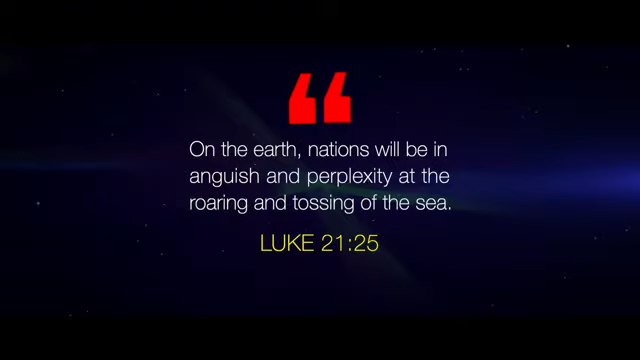 On the earth, nations will be in
anguish and perplexity at the
roaring and tossing of the sea.
LUKE 21:25